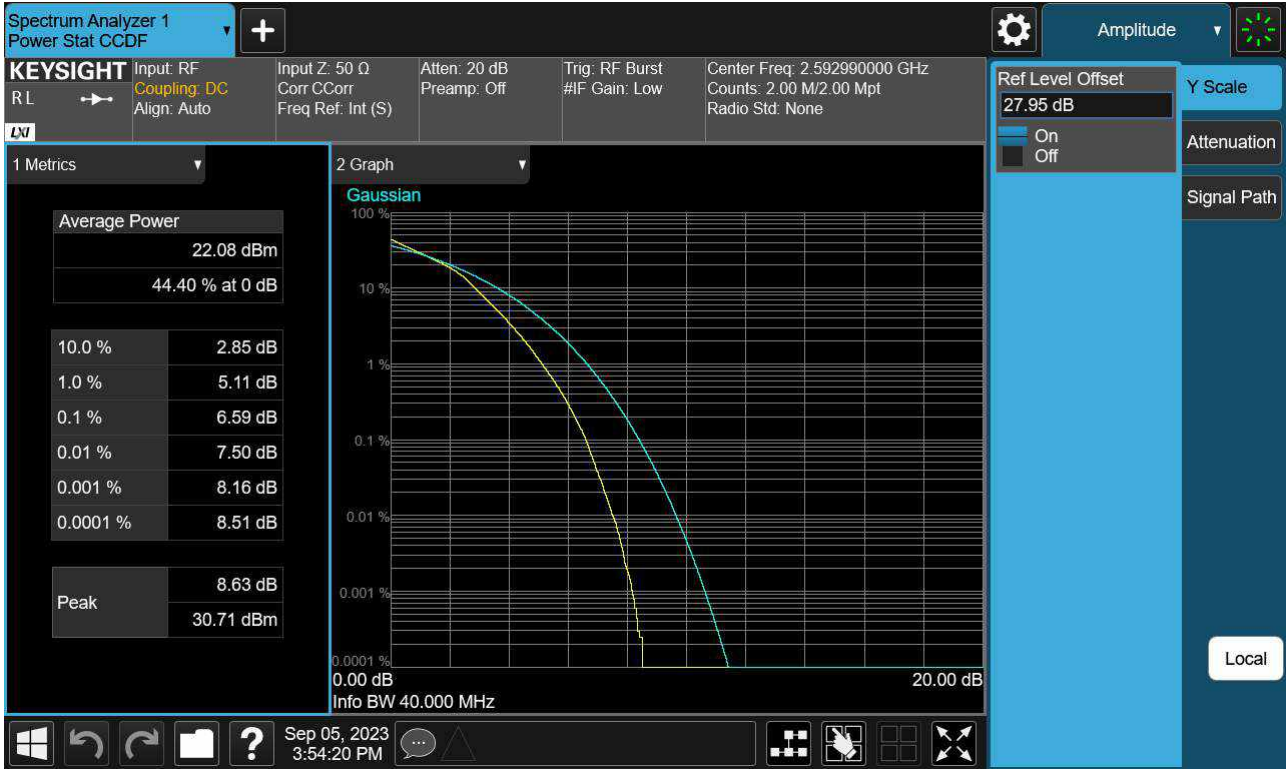 Spectrum Analyzer 1
Power Stat CCDF
Amplitude
KEYSIGHT
R L
LXI
Input: RF
Coupling: DC
Align: Auto
Input Z: 50 Ω
Corr CCorr
Freq Ref: Int (S)
Atten: 20 dB
Preamp: Off
Trig: RF Burst
#IF Gain: Low
Center Freq: 2.592990000 GHz
Counts: 2.00 M/2.00 Mpt
Radio Std: None
Ref Level Offset
27.95 dB
On
Off
Y Scale
Attenuation
Signal Path
Local
1 Metrics
Average Power
22.08 dBm
44.40 % at 0 dB
10.0 % 2.85 dB
1.0 % 5.11 dB
0.1 % 6.59 dB
0.01 % 7.50 dB
0.001 % 8.16 dB
0.0001 % 8.51 dB
Peak
8.63 dB
30.71 dBm
2 Graph
Gaussian
100 %
10 %
1 %
0.1 %
0.01 %
0.001 %
0.0001 %
0.00 dB 20.00 dB
Info BW 40.000 MHz
?
Sep 05, 2023
3:54:20 PM